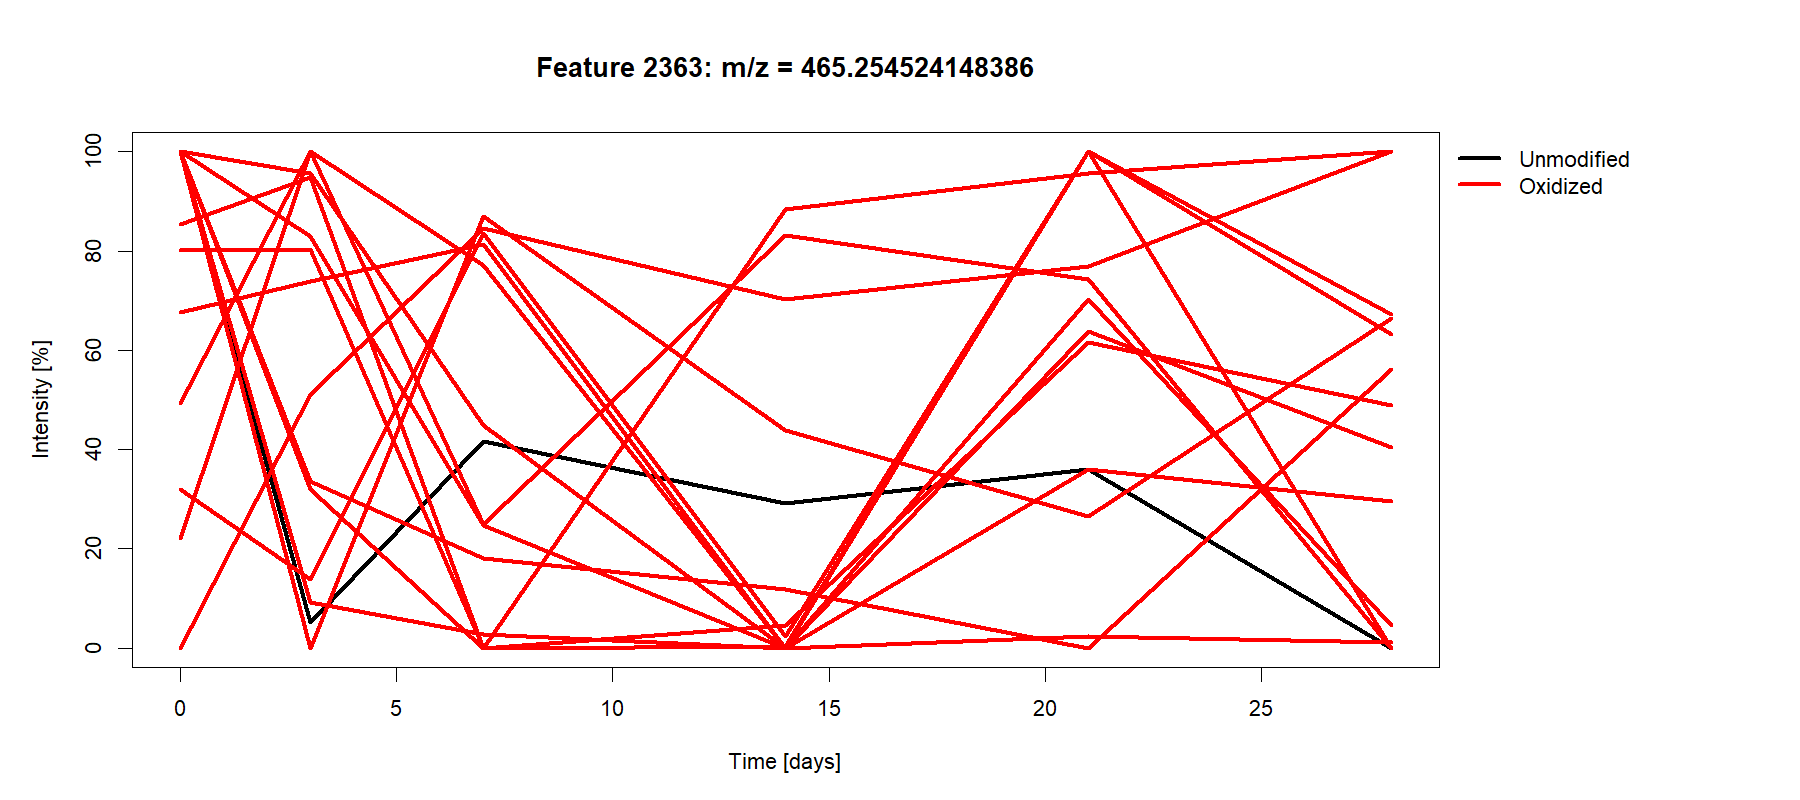 Feature 2363: m/z = 465.254524148386
Unmodified
Oxidized
Intensity [%]
100
80
60
40
20
0
0 5 10 15 20 25
Time [days]